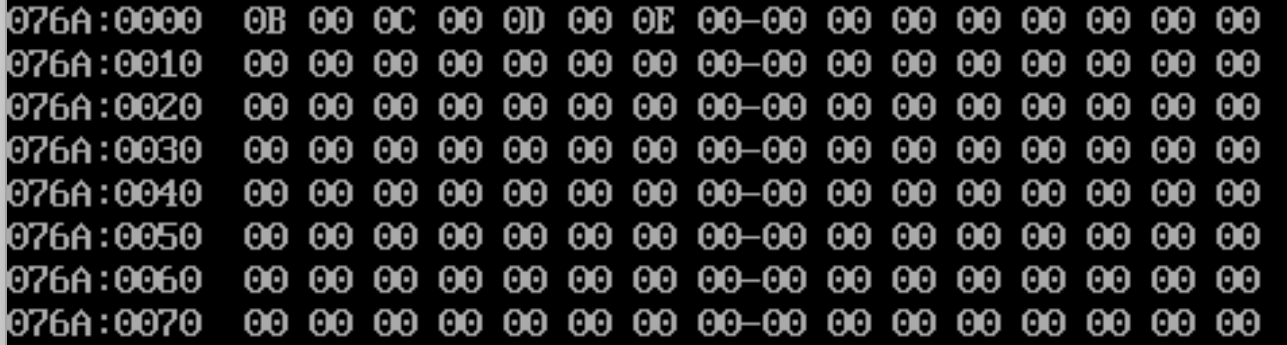 076A:0000 0B 00 0C 00 0D 00 0E 00-00 00 00 00 00 00 00 00
076A:0010 00 00 00 00 00 00 00 00-00 00 00 00 00 00 00 00
076A:0020 00 00 00 00 00 00 00 00-00 00 00 00 00 00 00 00
076A:0030 00 00 00 00 00 00 00 00-00 00 00 00 00 00 00 00
076A:0040 00 00 00 00 00 00 00 00-00 00 00 00 00 00 00 00
076A:0050 00 00 00 00 00 00 00 00-00 00 00 00 00 00 00 00
076A:0060 00 00 00 00 00 00 00 00-00 00 00 00 00 00 00 00
076A:0070 00 00 00 00 00 00 00 00-00 00 00 00 00 00 00 00